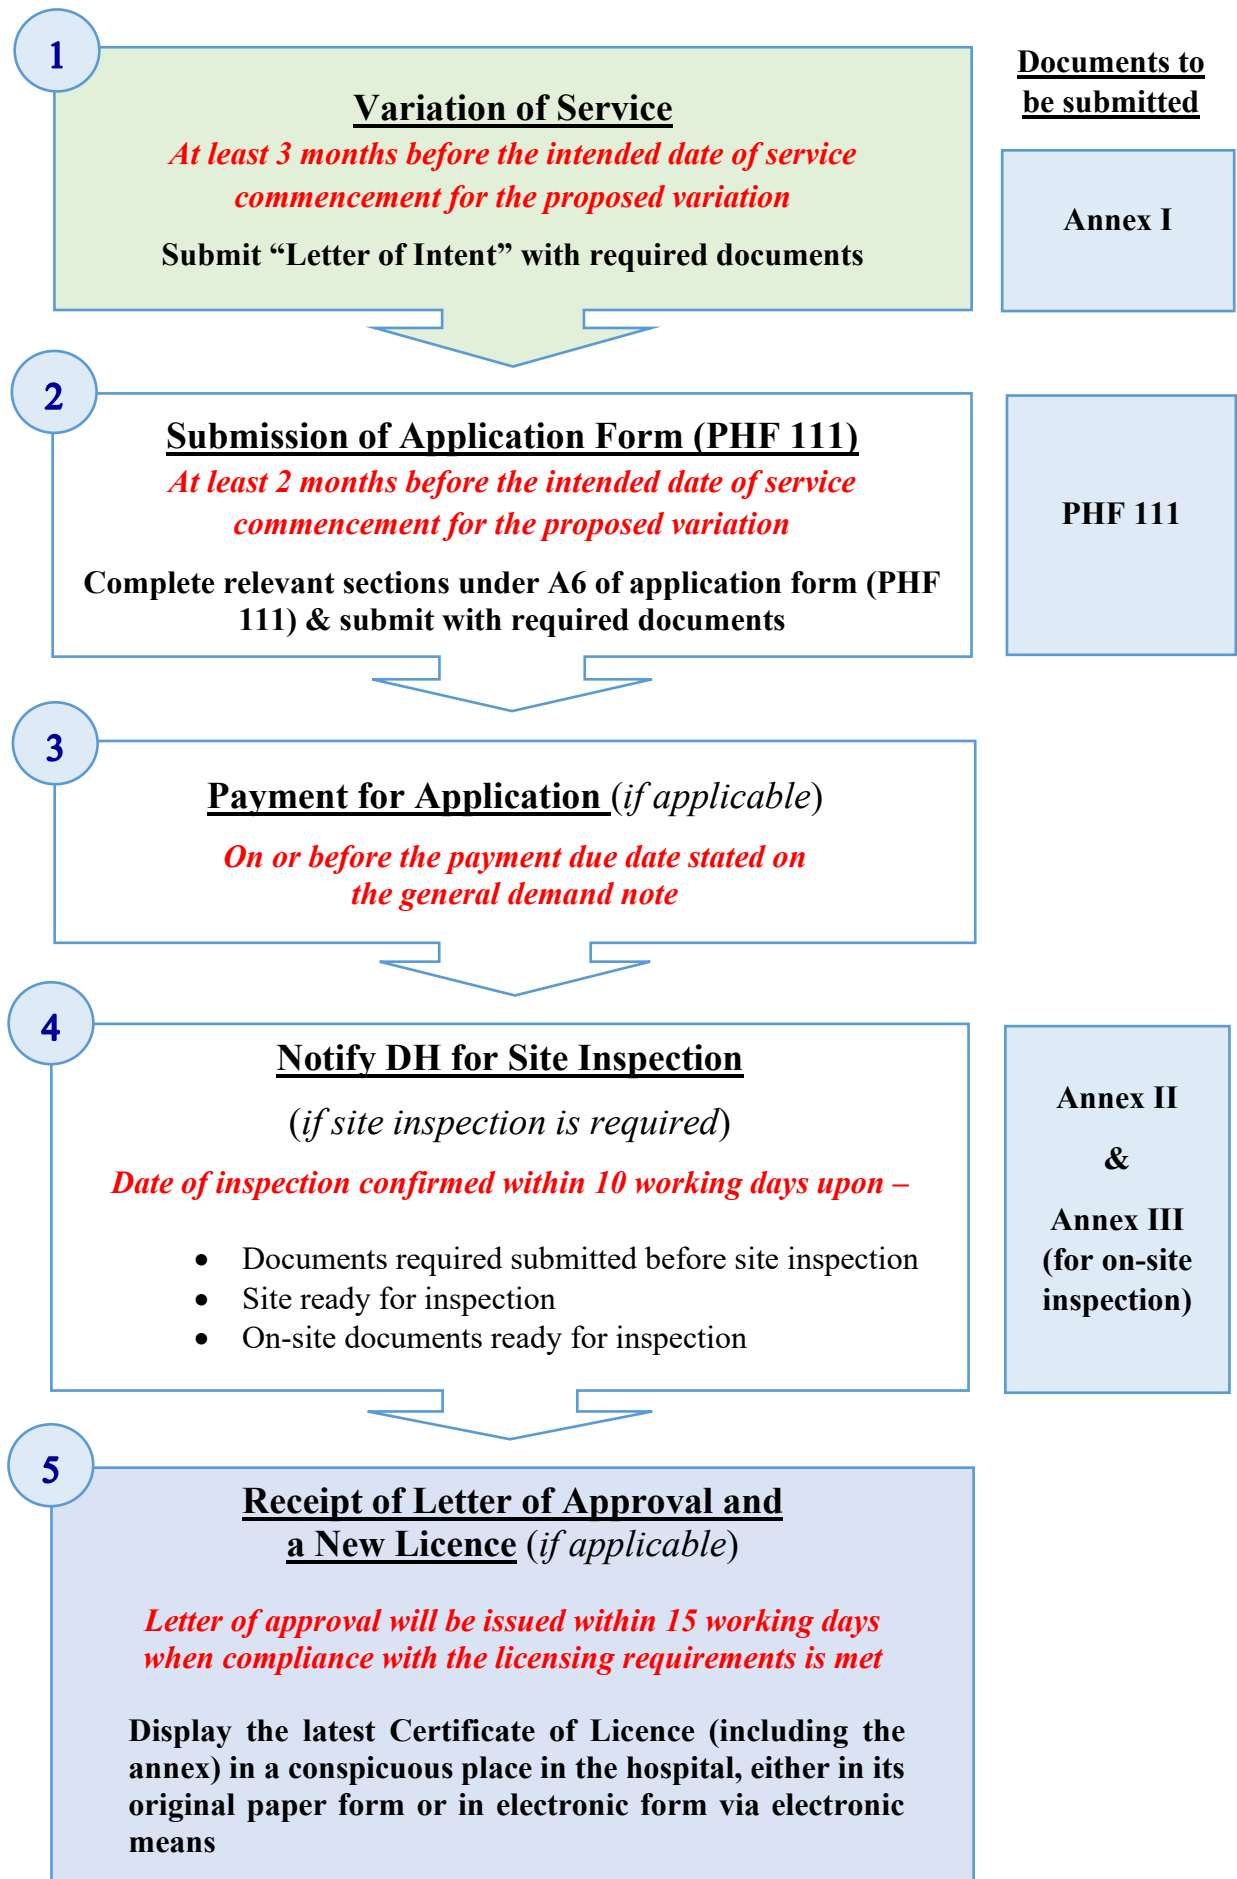 1
Documents to
be submitted
Variation of Service
At least 3 months before the intended date of service
commencement for the proposed variation
Submit “Letter of Intent” with required documents
Annex I
2
Submission of Application Form (PHF 111)
At least 2 months before the intended date of service
commencement for the proposed variation
Complete relevant sections under A6 of application form (PHF
111) & submit with required documents
PHF 111
3
Payment for Application (if applicable)
On or before the payment due date stated on
the general demand note
4
Notify DH for Site Inspection
(if site inspection is required)
Date of inspection confirmed within 10 working days upon –
• Documents required submitted before site inspection
• Site ready for inspection
• On-site documents ready for inspection
Annex II
&
Annex III
(for on-site
inspection)
5
Receipt of Letter of Approval and
a New Licence (if applicable)
Letter of approval will be issued within 15 working days
when compliance with the licensing requirements is met
Display the latest Certificate of Licence (including the
annex) in a conspicuous place in the hospital, either in its
original paper form or in electronic form via electronic
means